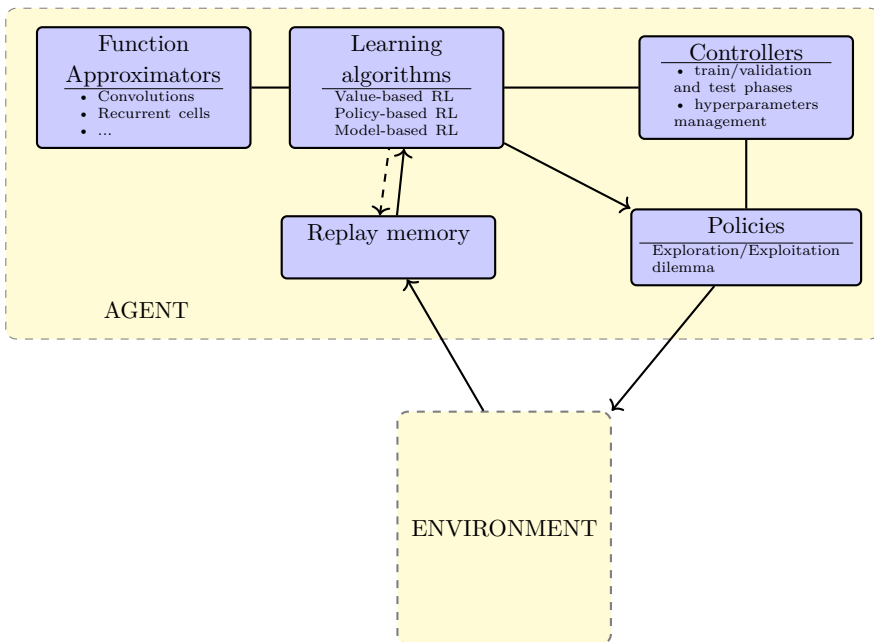 Function
Approximators
• Convolutions
• Recurrent cells
• ...
Learning
algorithms
Value-based RL
Policy-based RL
Model-based RL
Controllers
• train/validation
and test phases
• hyperparameters
management
Replay memory
Policies
Exploration/Exploitation
dilemma
AGENT
ENVIRONMENT